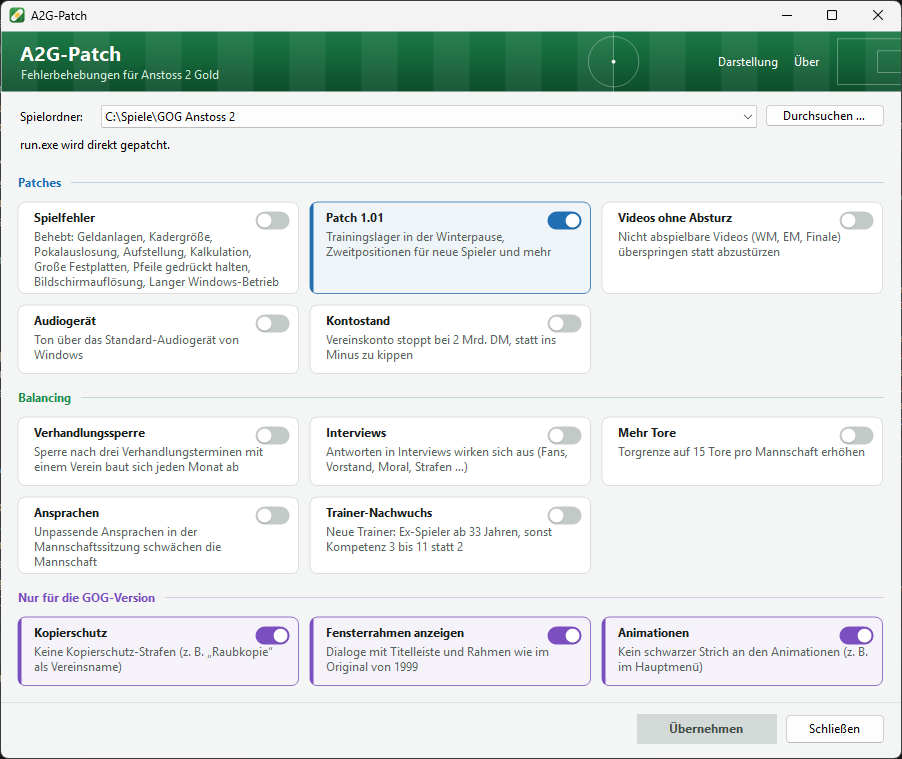 A2G-Patch
A2G-Patch
Fehlerbehebungen für Anstoss 2 Gold
Darstellung Über
Spielordner: C:\Spiele\GOG Anstoss 2 Durchsuchen ...
run.exe wird direkt gepatcht.
Patches
Spielfehler
Behebt: Geldanlagen, Kadergröße,
Pokalauslosung, Aufstellung, Kalkulation,
Große Festplatten, Pfeile gedrückt halten,
Bildschirmauflösung, Langer Windows-Betrieb
Patch 1.01
Trainingslager in der Winterpause,
Zweitpositionen für neue Spieler und mehr
Videos ohne Absturz
Nicht abspielbare Videos (WM, EM, Finale)
überspringen statt abzustürzen
Audiogerät
Ton über das Standard-Audiogerät von
Windows
Kontostand
Vereinskonto stoppt bei 2 Mrd. DM, statt ins
Minus zu kippen
Balancing
Verhandlungssperre
Sperre nach drei Verhandlungsterminen mit
einem Verein baut sich jeden Monat ab
Interviews
Antworten in Interviews wirken sich aus (Fans,
Vorstand, Moral, Strafen ...)
Mehr Tore
Torgrenze auf 15 Tore pro Mannschaft erhöhen
Ansprachen
Unpassende Ansprachen in der
Mannschaftssitzung schwächen die
Mannschaft
Trainer-Nachwuchs
Neue Trainer: Ex-Spieler ab 33 Jahren, sonst
Kompetenz 3 bis 11 statt 2
Nur für die GOG-Version
Kopierschutz
Keine Kopierschutz-Strafen (z. B. „Raubkopie“
als Vereinsname)
Fensterrahmen anzeigen
Dialoge mit Titelleiste und Rahmen wie im
Original von 1999
Animationen
Kein schwarzer Strich an den Animationen (z. B.
im Hauptmenü)
Übernehmen Schließen